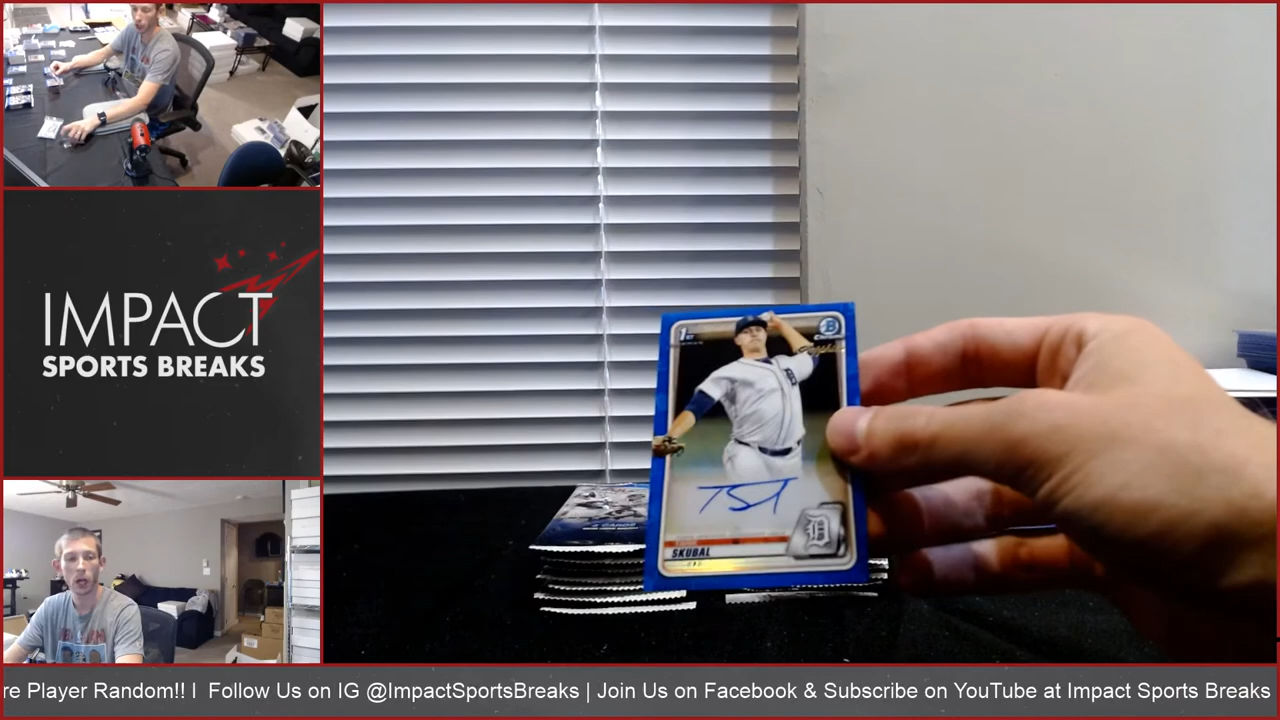 IMPACT
SPORTS BREAKS
1ST
SKUBAL
re Player Random!! | Follow Us on IG @ImpactSportsBreaks | Join Us on Facebook & Subscribe on YouTube at Impact Sports Breaks